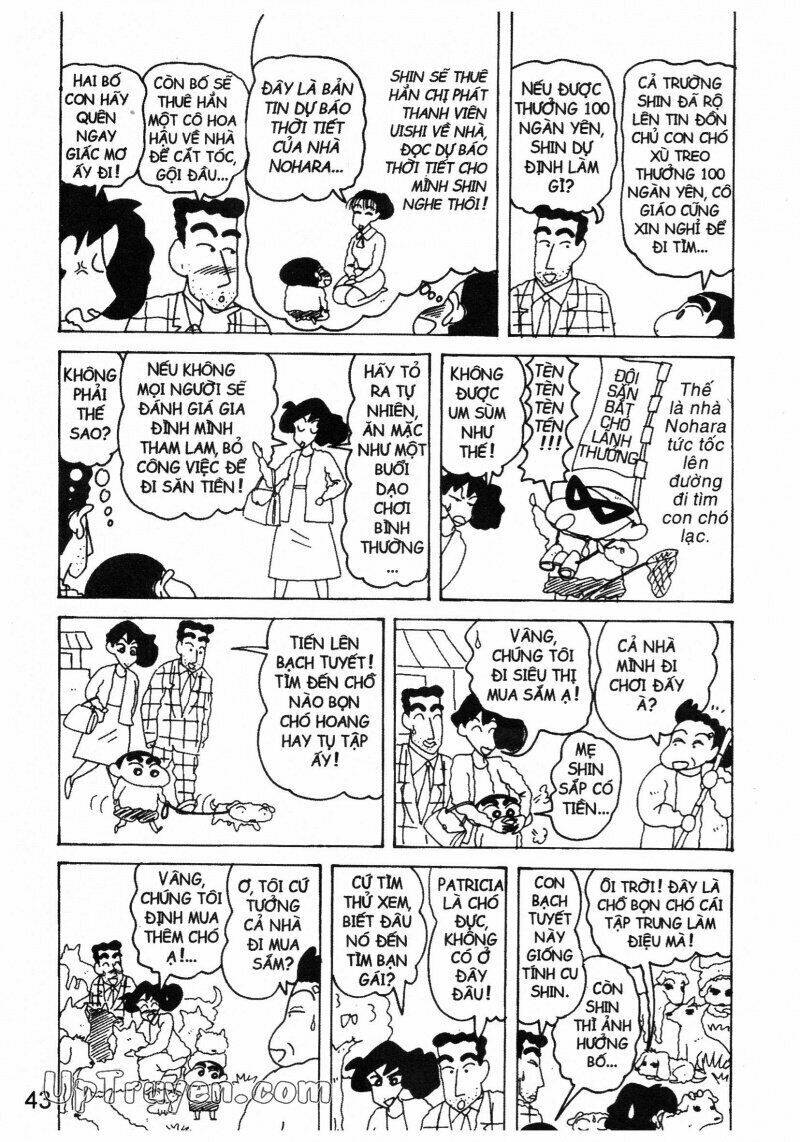 CẢ TRƯỜNG
SHIN ĐÃ RỘ
LÊN TIN ĐỒN
CHỦ CON CHÓ
XÙ TREO
THƯỞNG 100
NGÀN YÊN, CÔ
GIÁO CŨNG
XIN NGHỈ ĐỂ
ĐI TÌM...
NẾU ĐƯỢC
THƯỞNG 100
NGÀN YÊN,
SHIN DỰ
ĐỊNH LÀM
GÌ?
SHIN SẼ THUÊ
HẲN CHỊ PHÁT
THANH VIÊN
UISHI VỀ NHÀ,
ĐỌC DỰ BÁO
THỜI TIẾT CHO
MÌNH SHIN
NGHE THÔI!
ĐÂY LÀ BẢN
TIN DỰ BÁO
THỜI TIẾT
CỦA NHÀ
NOHARA...
CÒN BỐ SẼ
THUÊ HẲN
MỘT CÔ HOA
HẬU VỀ NHÀ
ĐỂ CẮT TÓC,
GỘI ĐẦU...
HAI BỐ
CON HÃY
QUÊN
NGAY
GIẤC MƠ
ẤY ĐI!
Thế
là nhà
Nohara
tức tốc
lên
đường
đi tìm
con chó
lạc.
ĐỘI
SĂN
BẮT
CHÓ
LÃNH
THƯỞNG
TÈN
TÈN
TÈN
TÉN
!!!
KHÔNG
ĐƯỢC
UM SÙM
NHƯ
THẾ!
HÃY TỎ
RA TỰ
NHIÊN,
ĂN MẶC
NHƯ MỘT
BUỔI
DẠO
CHƠI
BÌNH
THƯỜNG
...
NẾU KHÔNG
MỌI NGƯỜI SẼ
ĐÁNH GIÁ GIA
ĐÌNH MÌNH
THAM LAM, BỎ
CÔNG VIỆC ĐỂ
ĐI SĂN TIỀN!
KHÔNG
PHẢI
THẾ
SAO?
CẢ NHÀ
MÌNH ĐI
CHƠI ĐẤY
À?
VÂNG,
CHÚNG TÔI
ĐI SIÊU THỊ
MUA SẮM Ạ!
MẸ
SHIN
SẮP CÓ
TIỀN...
TIẾN LÊN
BẠCH TUYẾT!
TÌM ĐẾN CHỖ
NÀO BỌN
CHÓ HOANG
HAY TỤ TẬP
ẤY!
ÔI TRỜI! ĐÂY LÀ
CHỖ BỌN CHÓ CÁI
TẬP TRUNG LÀM
ĐIỆU MÀ!
CON
BẠCH
TUYẾT
NÀY
GIỐNG
TÍNH CU
SHIN.
CÒN
SHIN
THÌ ẢNH
HƯỞNG
BỐ...
PATRICIA
LÀ CHÓ
ĐỰC,
KHÔNG
CÓ Ở
ĐÂY
ĐÂU!
CỨ TÌM
THỬ XEM,
BIẾT ĐÂU
NÓ ĐẾN
TÌM BẠN
GÁI?
Ơ, TÔI CỨ
TƯỞNG
CẢ NHÀ
ĐI MUA
SẮM?
VÂNG,
CHÚNG TÔI
ĐỊNH MUA
THÊM CHÓ
Ạ!...
43
UpTruyen.com